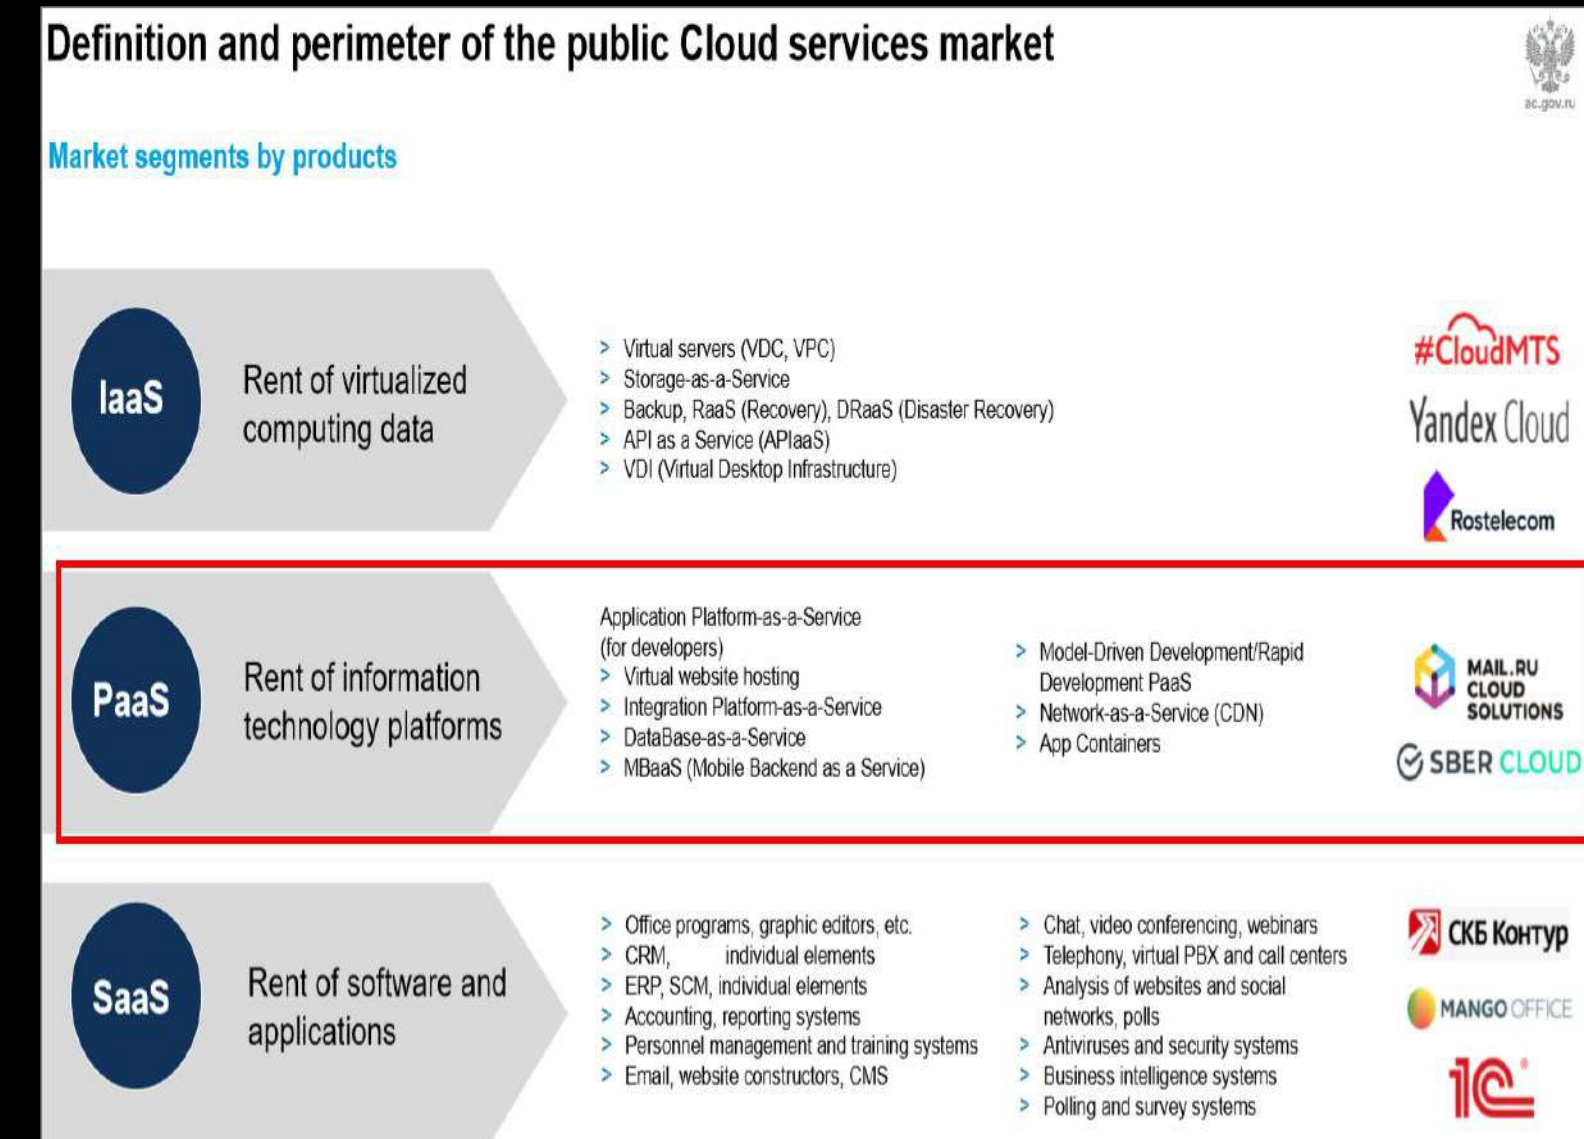 Definition and perimeter of the public Cloud services market
ac.gov.ru
Market segments by products
IaaS
Rent of virtualized
computing data
> Virtual servers (VDC, VPC)
> Storage-as-a-Service
> Backup, RaaS (Recovery), DRaaS (Disaster Recovery)
> API as a Service (APIaaS)
> VDI (Virtual Desktop Infrastructure)
#CloudMTS
Yandex Cloud
Rostelecom
PaaS
Rent of information
technology platforms
Application Platform-as-a-Service
(for developers)
> Virtual website hosting
> Integration Platform-as-a-Service
> DataBase-as-a-Service
> MBaaS (Mobile Backend as a Service)
> Model-Driven Development/Rapid
Development PaaS
> Network-as-a-Service (CDN)
> App Containers
MAIL.RU
CLOUD
SOLUTIONS
SBER CLOUD
SaaS
Rent of software and
applications
> Office programs, graphic editors, etc.
> CRM, individual elements
> ERP, SCM, individual elements
> Accounting, reporting systems
> Personnel management and training systems
> Email, website constructors, CMS
> Chat, video conferencing, webinars
> Telephony, virtual PBX and call centers
> Analysis of websites and social
networks, polls
> Antiviruses and security systems
> Business intelligence systems
> Polling and survey systems
СКБ Контур
MANGO OFFICE
1С